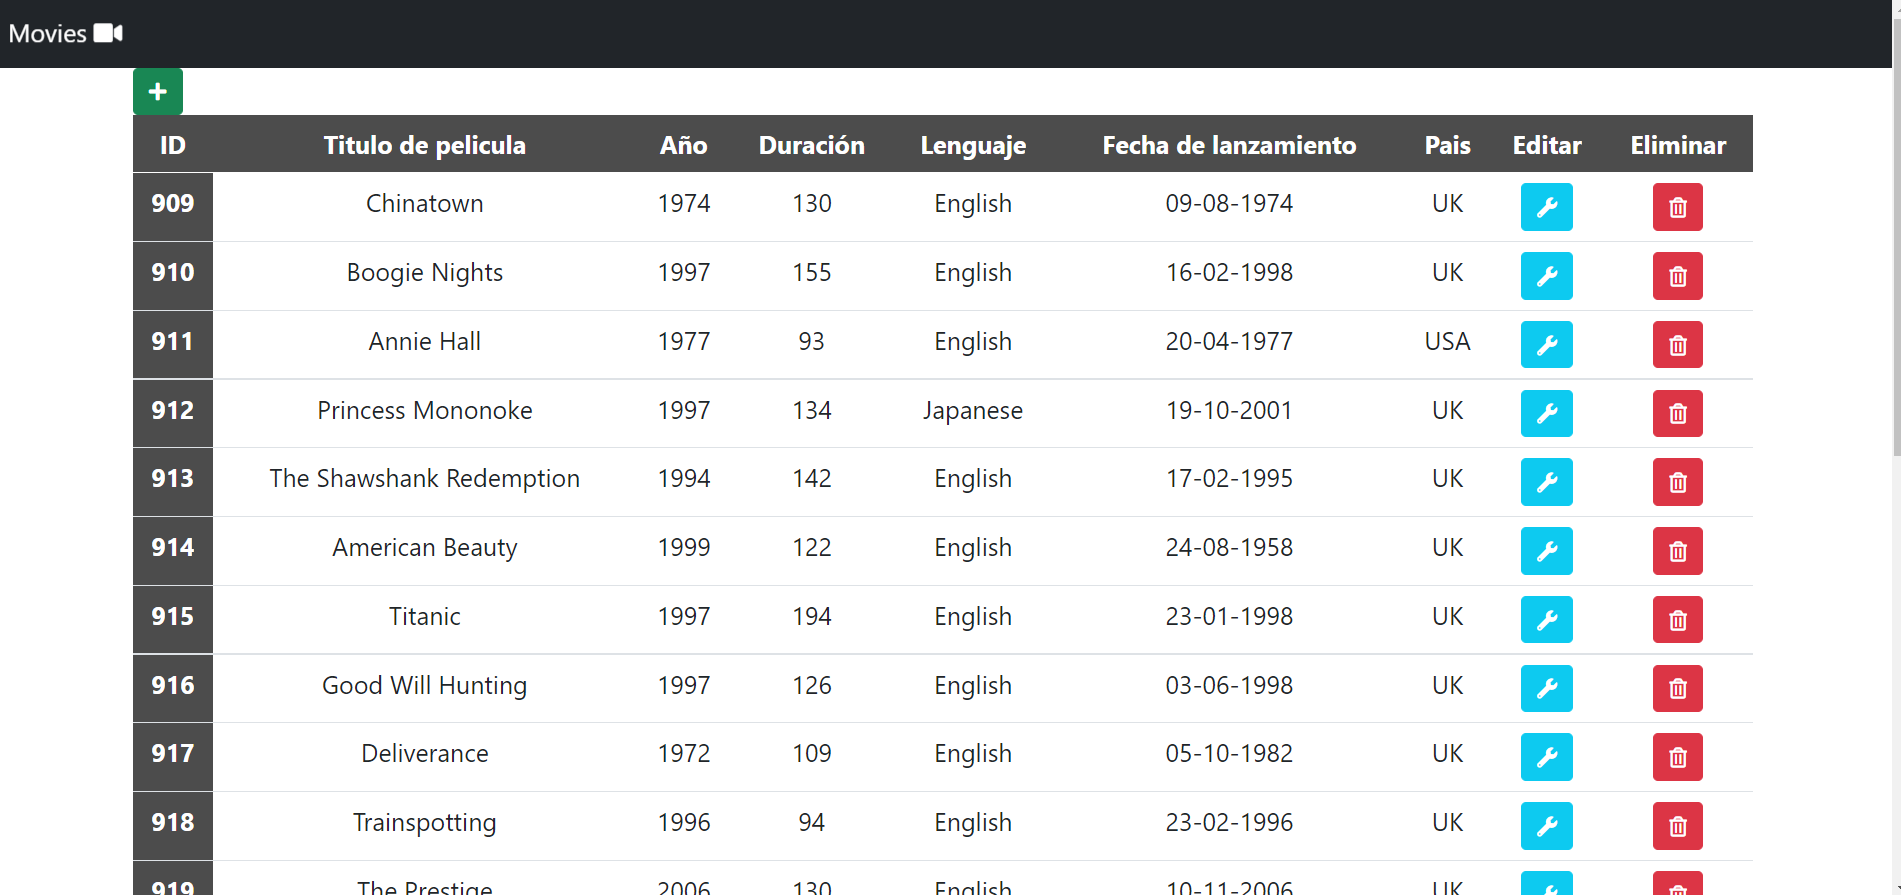 Movies
ID Titulo de pelicula Año Duración Lenguaje Fecha de lanzamiento Pais Editar Eliminar
909 Chinatown 1974 130 English 09-08-1974 UK
910 Boogie Nights 1997 155 English 16-02-1998 UK
911 Annie Hall 1977 93 English 20-04-1977 USA
912 Princess Mononoke 1997 134 Japanese 19-10-2001 UK
913 The Shawshank Redemption 1994 142 English 17-02-1995 UK
914 American Beauty 1999 122 English 24-08-1958 UK
915 Titanic 1997 194 English 23-01-1998 UK
916 Good Will Hunting 1997 126 English 03-06-1998 UK
917 Deliverance 1972 109 English 05-10-1982 UK
918 Trainspotting 1996 94 English 23-02-1996 UK
919 The Prestige 2006 130 English 10-11-2006 UK